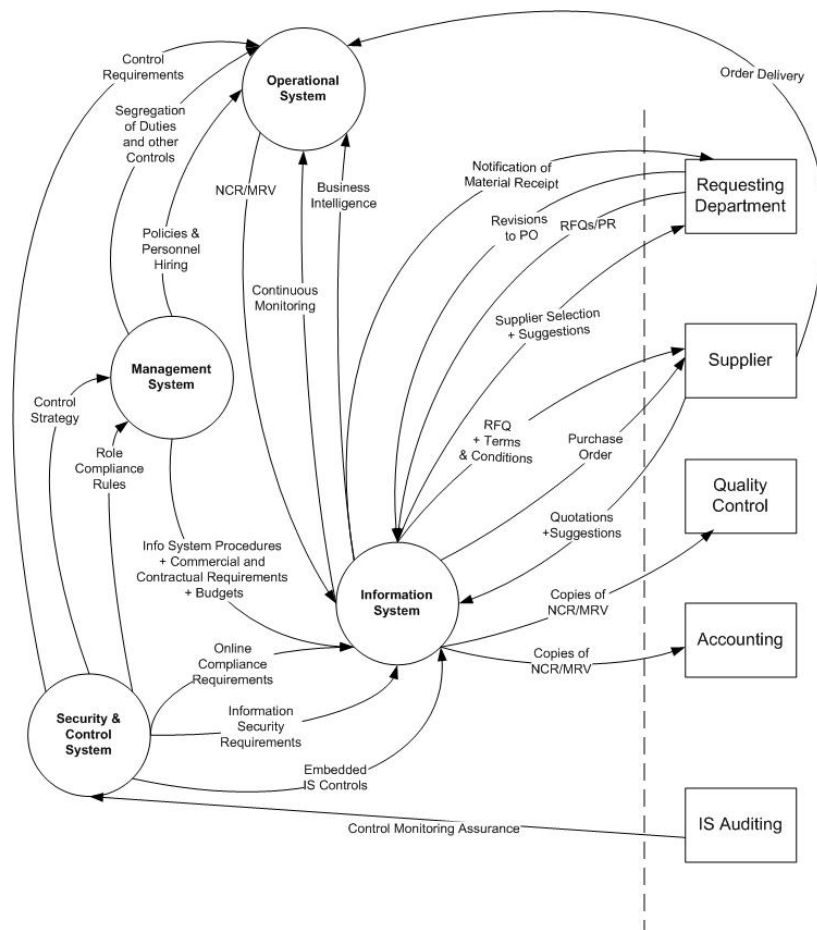 Control
Requirements
Operational
System
Order Delivery
Segregation
of Duties
and other
Controls
NCR/MRV
Business
Intelligence
Notification of
Material Receipt
Requesting
Department
Revisions
to PO
RFQs/PR
Policies &
Personnel
Hiring
Continuous
Monitoring
Supplier Selection
+ Suggestions
Supplier
Management
System
Control
Strategy
Role
Compliance
Rules
RFQ
+ Terms
& Conditions
Purchase
Order
Quality
Control
Quotations
+Suggestions
Info System Procedures
+ Commercial and
Contractual Requirements
+ Budgets
Information
System
Copies of
NCR/MRV
Accounting
Copies of
NCR/MRV
Online
Compliance
Requirements
Security &
Control
System
Information
Security
Requirements
Embedded
IS Controls
IS Auditing
Control Monitoring Assurance